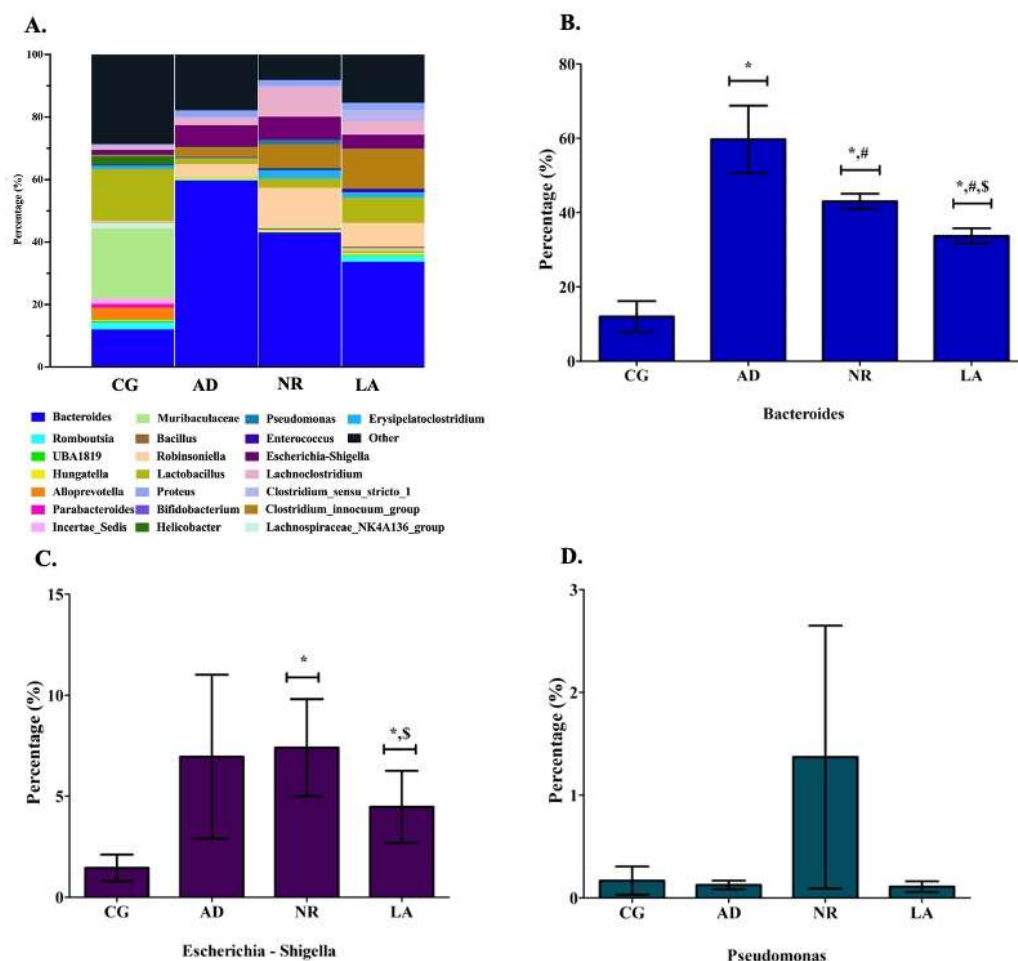 A.
Percentage (%)
100
80
60
40
20
0
CG AD NR LA
Bacteroides Muribaculaceae Pseudomonas Erysipelatoclostridium
Romboutsia Bacillus Enterococcus Other
UBA1819 Robinsoniella Escherichia-Shigella
Hungatella Lactobacillus Lachnoclostridium
Alloprevotella Proteus Clostridium_sensu_stricto_1
Parabacteroides Bifidobacterium Clostridium_innocuum_group
Incertae_Sedis Helicobacter Lachnospiraceae_NK4A136_group
B.
Percentage (%)
80
60
40
20
0
*
*,#
*,#,$
CG AD NR LA
Bacteroides
C.
Percentage (%)
15
10
5
0
*
*,$
CG AD NR LA
Escherichia - Shigella
D.
Percentage (%)
3
2
1
0
CG AD NR LA
Pseudomonas